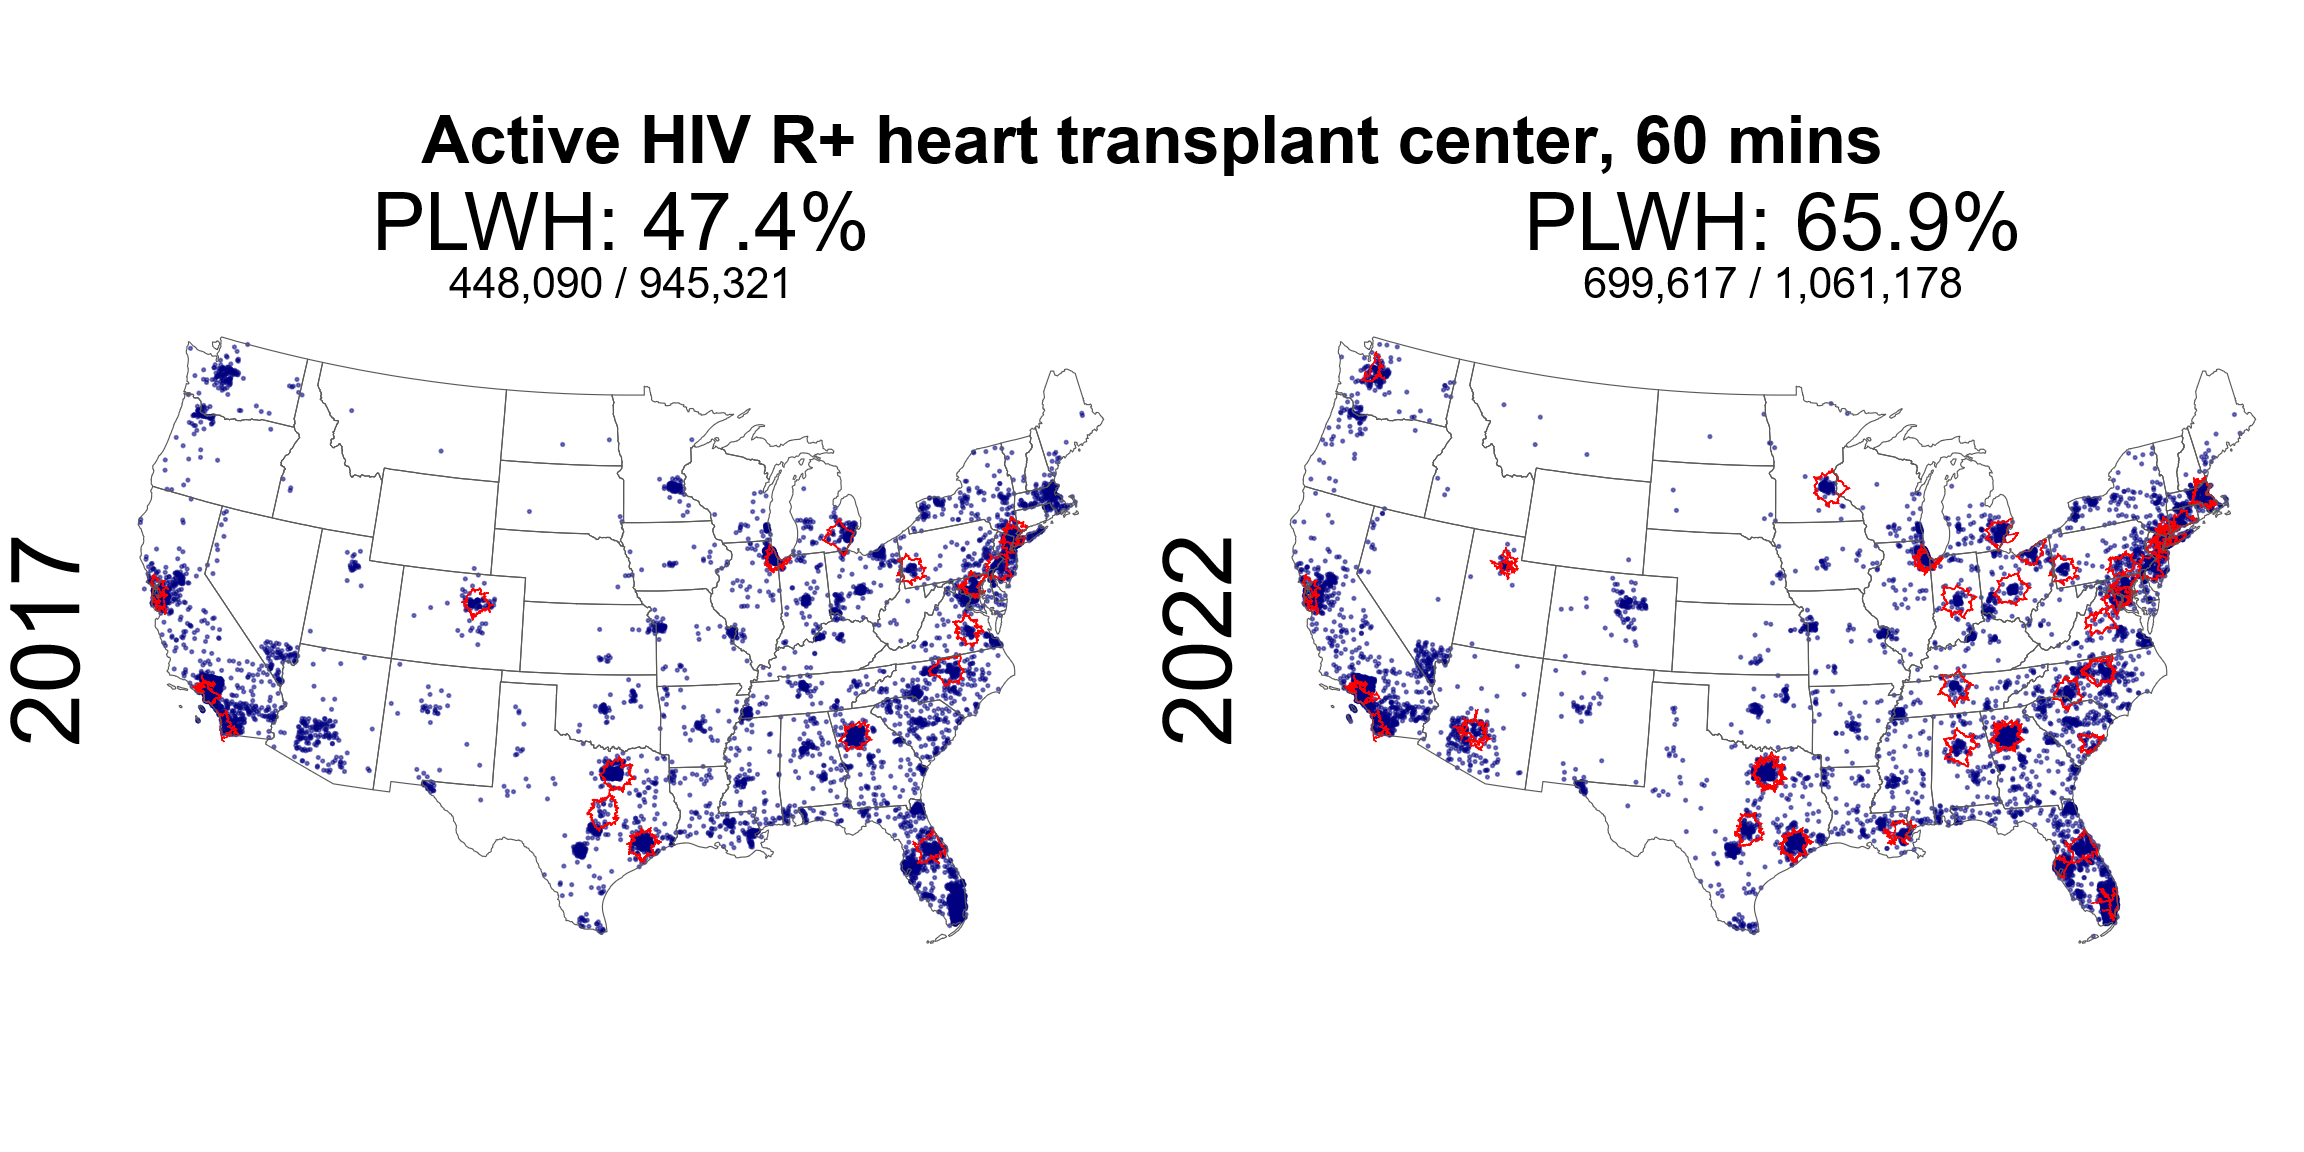 Active HIV R+ heart transplant center, 60 mins
PLWH: 47.4%
448,090 / 945,321
2017
PLWH: 65.9%
699,617 / 1,061,178
2022